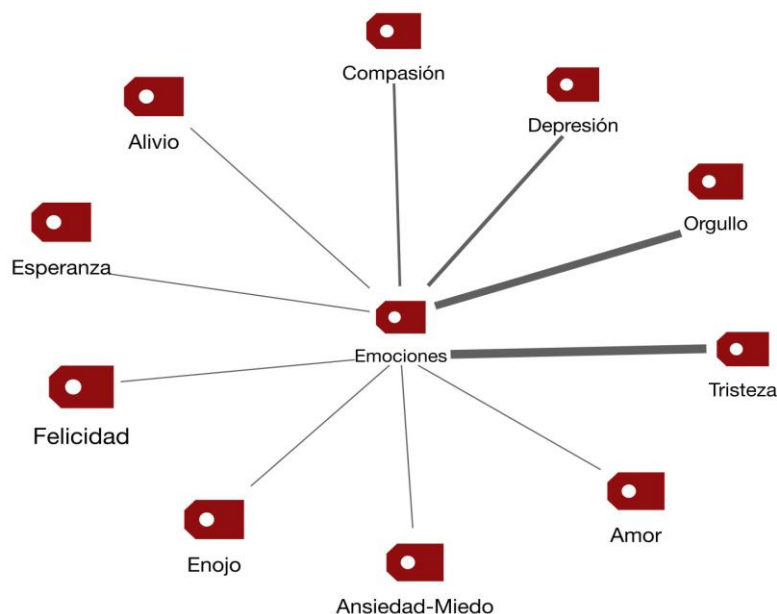 Compasión
Depresión
Alivio
Orgullo
Esperanza
Emociones
Tristeza
Felicidad
Amor
Enojo
Ansiedad-Miedo